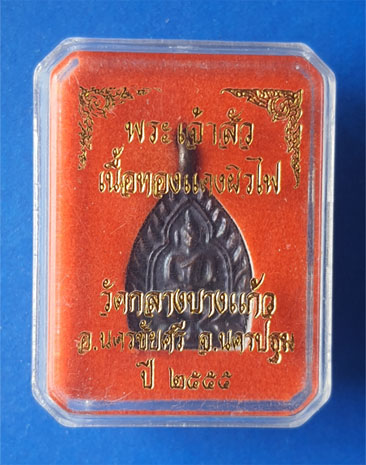 พระเจ้าสัว
เนื้อทองแดงผิวไฟ
วัดกลางบางแก้ว
อ.นครชัยศรี จ.นครปฐม
ปี ๒๕๕๕